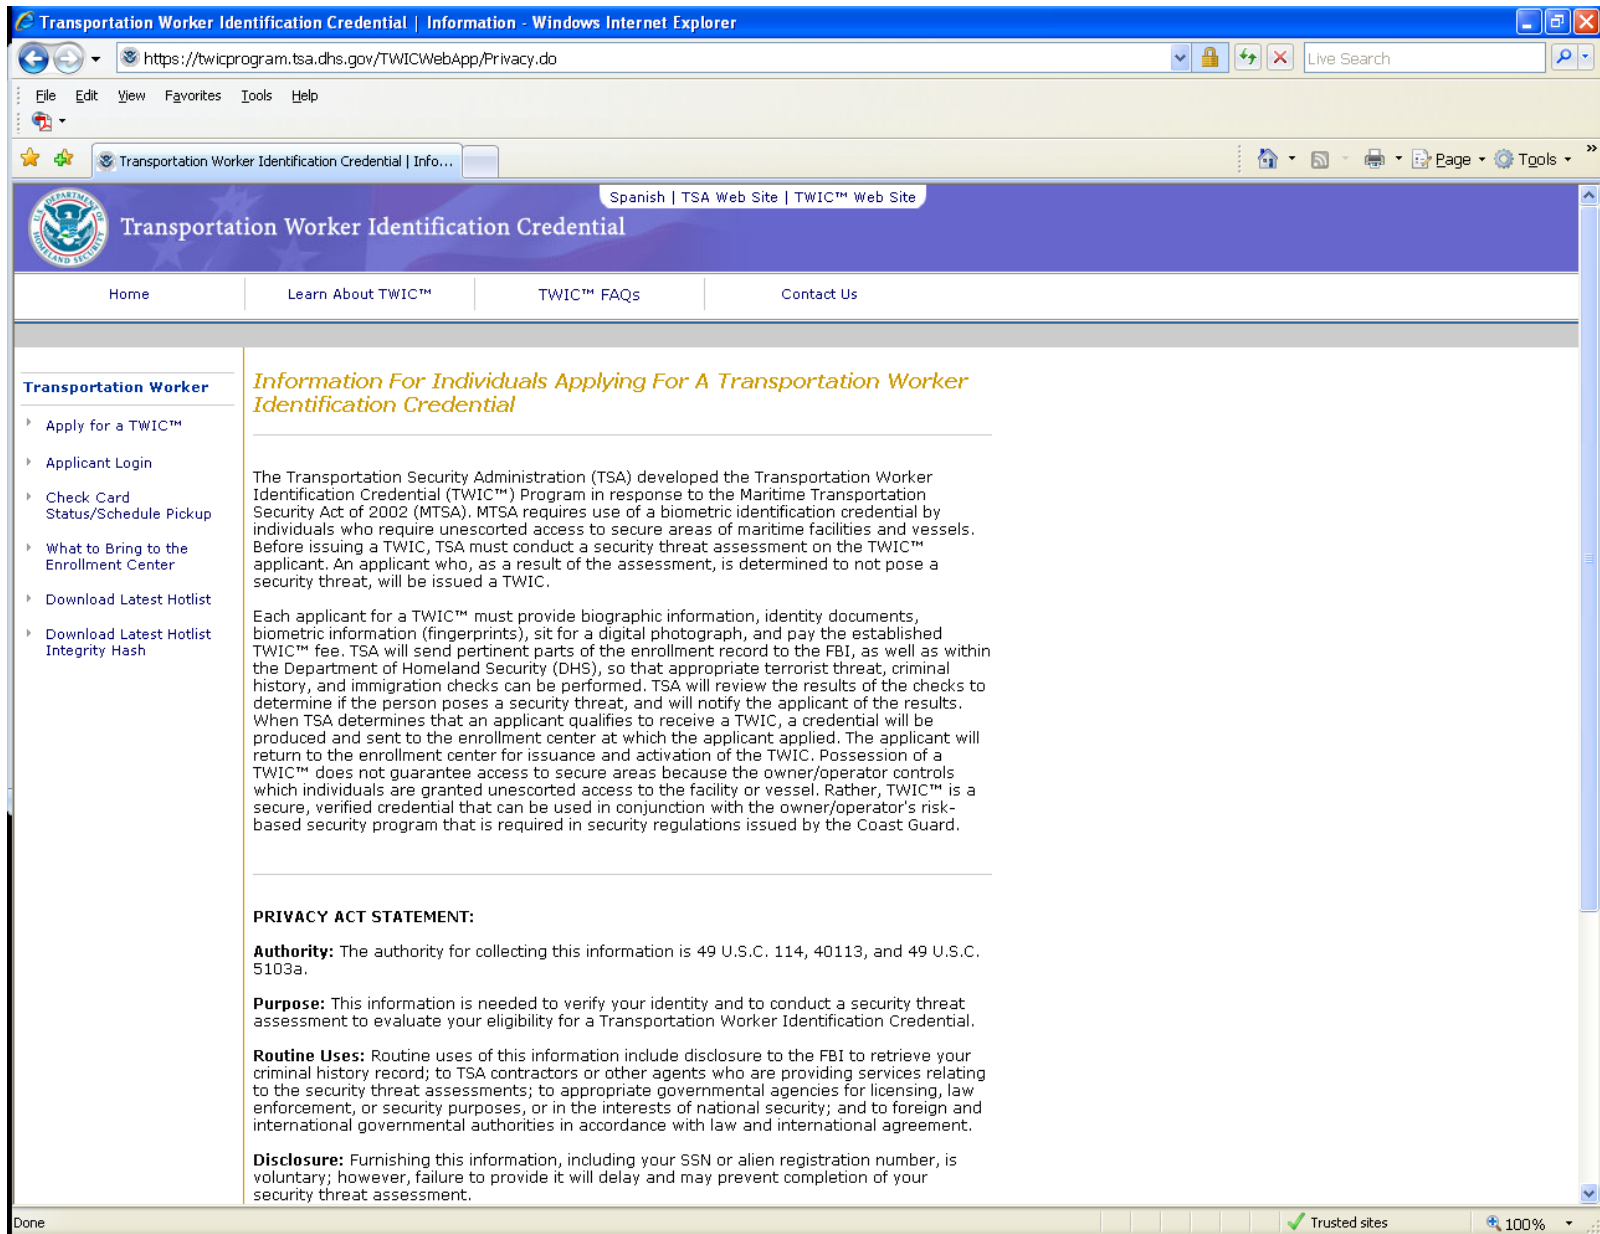 Transportation Worker Identification Credential | Information - Windows Internet Explorer
https://twicprogram.tsa.dhs.gov/TWICWebApp/Privacy.do
Live Search
File Edit View Favorites Tools Help
Transportation Worker Identification Credential | Info...
Page Tools
Spanish | TSA Web Site | TWIC™ Web Site
U.S. DEPARTMENT OF HOMELAND SECURITY
Transportation Worker Identification Credential
Home Learn About TWIC™ TWIC™ FAQs Contact Us
Transportation Worker
Apply for a TWIC™
Applicant Login
Check Card
Status/Schedule Pickup
What to Bring to the
Enrollment Center
Download Latest Hotlist
Download Latest Hotlist
Integrity Hash
Information For Individuals Applying For A Transportation Worker
Identification Credential
The Transportation Security Administration (TSA) developed the Transportation Worker
Identification Credential (TWIC™) Program in response to the Maritime Transportation
Security Act of 2002 (MTSA). MTSA requires use of a biometric identification credential by
individuals who require unescorted access to secure areas of maritime facilities and vessels.
Before issuing a TWIC, TSA must conduct a security threat assessment on the TWIC™
applicant. An applicant who, as a result of the assessment, is determined to not pose a
security threat, will be issued a TWIC.
Each applicant for a TWIC™ must provide biographic information, identity documents,
biometric information (fingerprints), sit for a digital photograph, and pay the established
TWIC™ fee. TSA will send pertinent parts of the enrollment record to the FBI, as well as within
the Department of Homeland Security (DHS), so that appropriate terrorist threat, criminal
history, and immigration checks can be performed. TSA will review the results of the checks to
determine if the person poses a security threat, and will notify the applicant of the results.
When TSA determines that an applicant qualifies to receive a TWIC, a credential will be
produced and sent to the enrollment center at which the applicant applied. The applicant will
return to the enrollment center for issuance and activation of the TWIC. Possession of a
TWIC™ does not guarantee access to secure areas because the owner/operator controls
which individuals are granted unescorted access to the facility or vessel. Rather, TWIC™ is a
secure, verified credential that can be used in conjunction with the owner/operator's risk-
based security program that is required in security regulations issued by the Coast Guard.
PRIVACY ACT STATEMENT:
Authority: The authority for collecting this information is 49 U.S.C. 114, 40113, and 49 U.S.C.
5103a.
Purpose: This information is needed to verify your identity and to conduct a security threat
assessment to evaluate your eligibility for a Transportation Worker Identification Credential.
Routine Uses: Routine uses of this information include disclosure to the FBI to retrieve your
criminal history record; to TSA contractors or other agents who are providing services relating
to the security threat assessments; to appropriate governmental agencies for licensing, law
enforcement, or security purposes, or in the interests of national security; and to foreign and
international governmental authorities in accordance with law and international agreement.
Disclosure: Furnishing this information, including your SSN or alien registration number, is
voluntary; however, failure to provide it will delay and may prevent completion of your
security threat assessment.
Done Trusted sites 100%